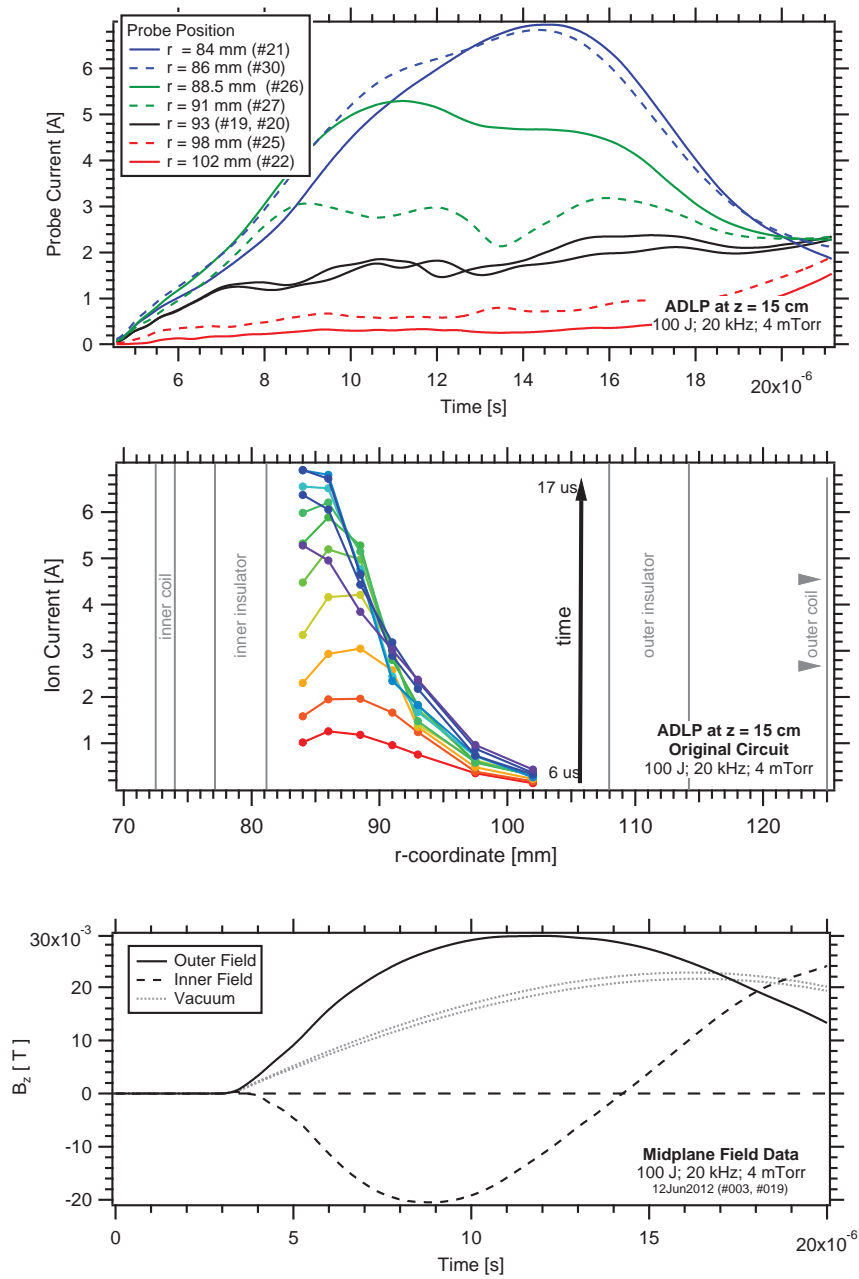 Probe Position
r = 84 mm (#21)
r = 86 mm (#30)
r = 88.5 mm (#26)
r = 91 mm (#27)
r = 93 (#19, #20)
r = 98 mm (#25)
r = 102 mm (#22)
Probe Current [A]
6
5
4
3
2
1
0
ADLP at z = 15 cm
100 J; 20 kHz; 4 mTorr
6
8
10
12
14
16
18
20x10-6
Time [s]
Ion Current [A]
6
5
4
3
2
1
inner coil
inner insulator
17 us
time
6 us
outer insulator
outer coil
ADLP at z = 15 cm
Original Circuit
100 J; 20 kHz; 4 mTorr
70
80
90
100
110
120
r-coordinate [mm]
30x10-3
20
10
0
-10
-20
Bz [ T ]
Outer Field
Inner Field
Vacuum
Midplane Field Data
100 J; 20 kHz; 4 mTorr
12Jun2012 (#003, #019)
0
5
10
15
20x10-6
Time [s]